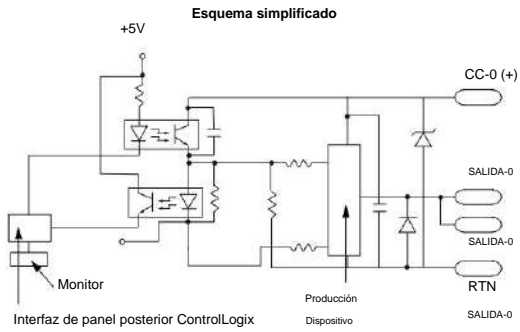 Esquema simplificado
+5V
CC-0 (+)
SALIDA-0
SALIDA-0
RTN
SALIDA-0
Monitor
Producción
Dispositivo
Interfaz de panel posterior ControlLogix